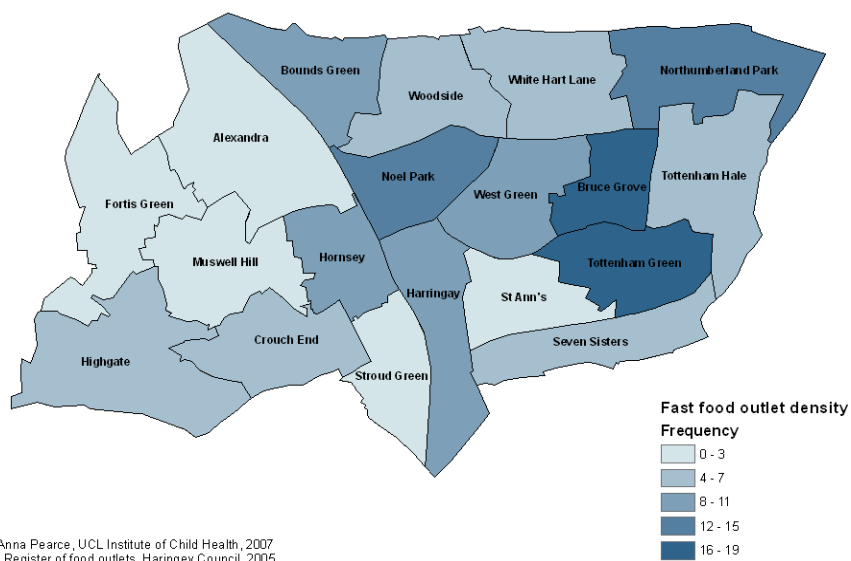 Bounds Green
Woodside
White Hart Lane
Northumberland Park
Alexandra
Noel Park
West Green
Bruce Grove
Tottenham Hale
Fortis Green
Muswell Hill
Hornsey
Harringay
St Ann's
Tottenham Green
Highgate
Crouch End
Stroud Green
Seven Sisters
Fast food outlet density
Frequency
0 - 3
4 - 7
8 - 11
12 - 15
16 - 19
Anna Pearce, UCL Institute of Child Health, 2007
Register of food outlets, Haringey Council, 2005